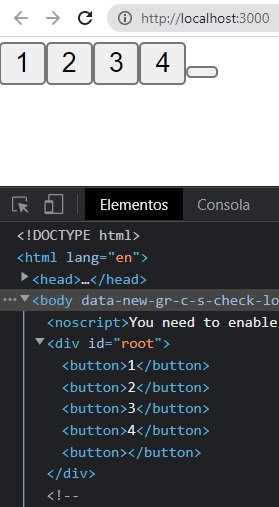 http://localhost:3000
1 2 3 4
Elementos Consola
<!DOCTYPE html>
<html lang="en">
<head>…</head>
<body data-new-gr-c-s-check-lo
<noscript>You need to enable
<div id="root">
<button>1</button>
<button>2</button>
<button>3</button>
<button>4</button>
<button></button>
</div>
<!--